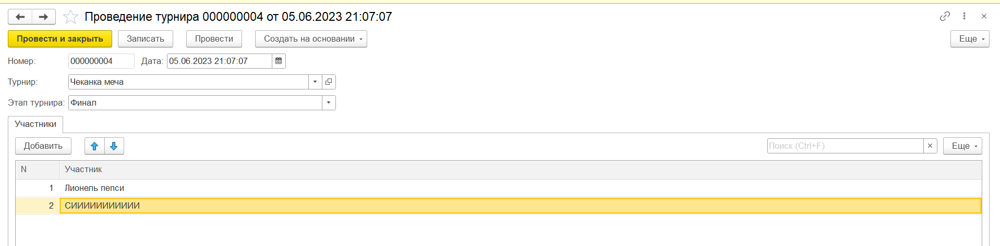 Проведение турнира 000000004 от 05.06.2023 21:07:07
Провести и закрыть Записать Провести Создать на основании Еще
Номер: 000000004 Дата: 05.06.2023 21:07:07
Турнир: Чеканка меча
Этап турнира: Финал
Участники
Добавить Поиск (Ctrl+F) Еще
N Участник
1 Лионель пепси
2 СИИИИИИИИИИИ